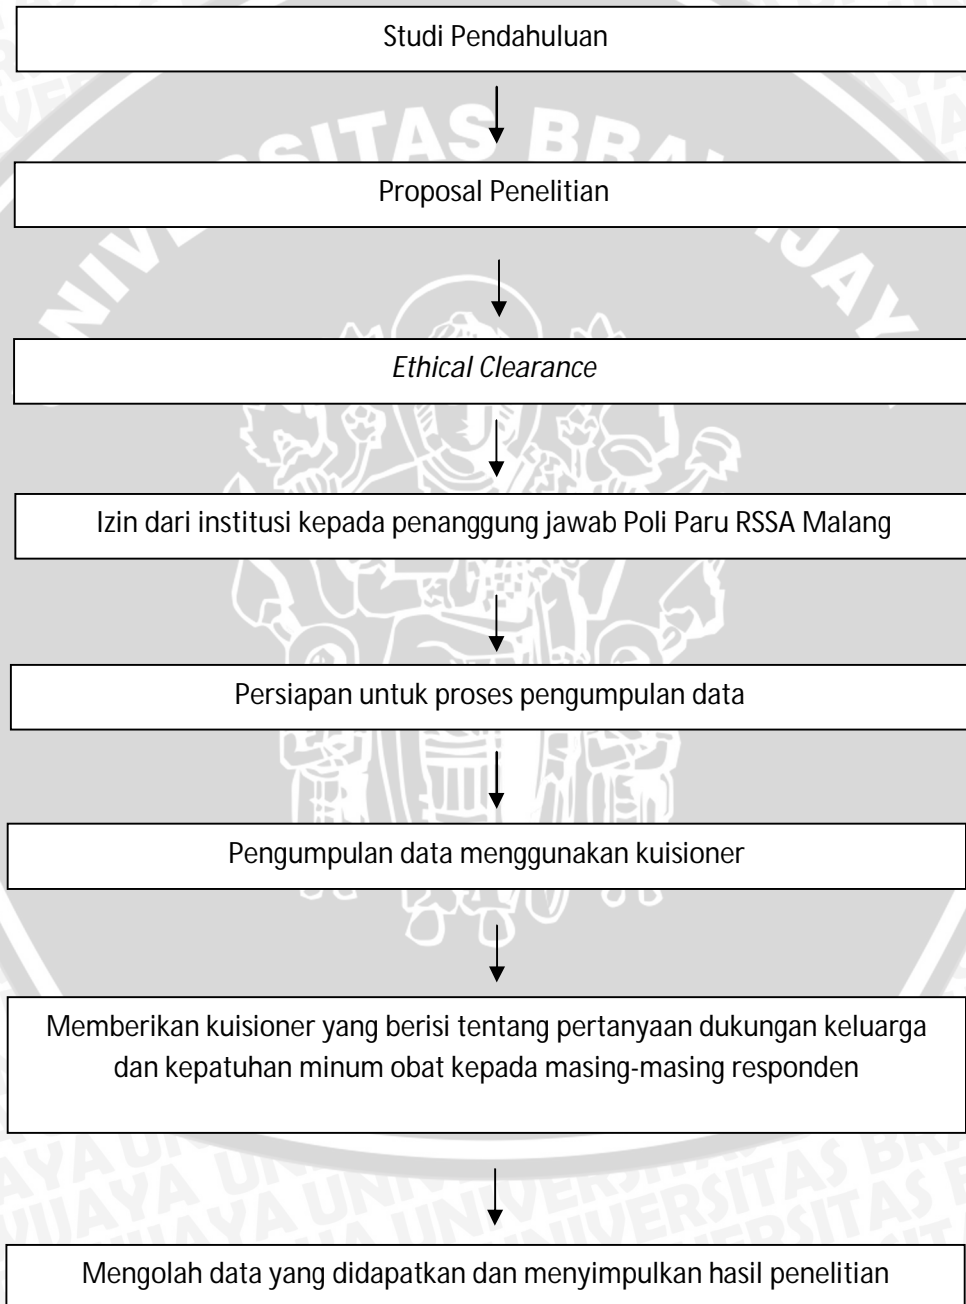 Studi Pendahuluan
Proposal Penelitian
Ethical Clearance
Izin dari institusi kepada penanggung jawab Poli Paru RSSA Malang
Persiapan untuk proses pengumpulan data
Pengumpulan data menggunakan kuisioner
Memberikan kuisioner yang berisi tentang pertanyaan dukungan keluarga
dan kepatuhan minum obat kepada masing-masing responden
Mengolah data yang didapatkan dan menyimpulkan hasil penelitian